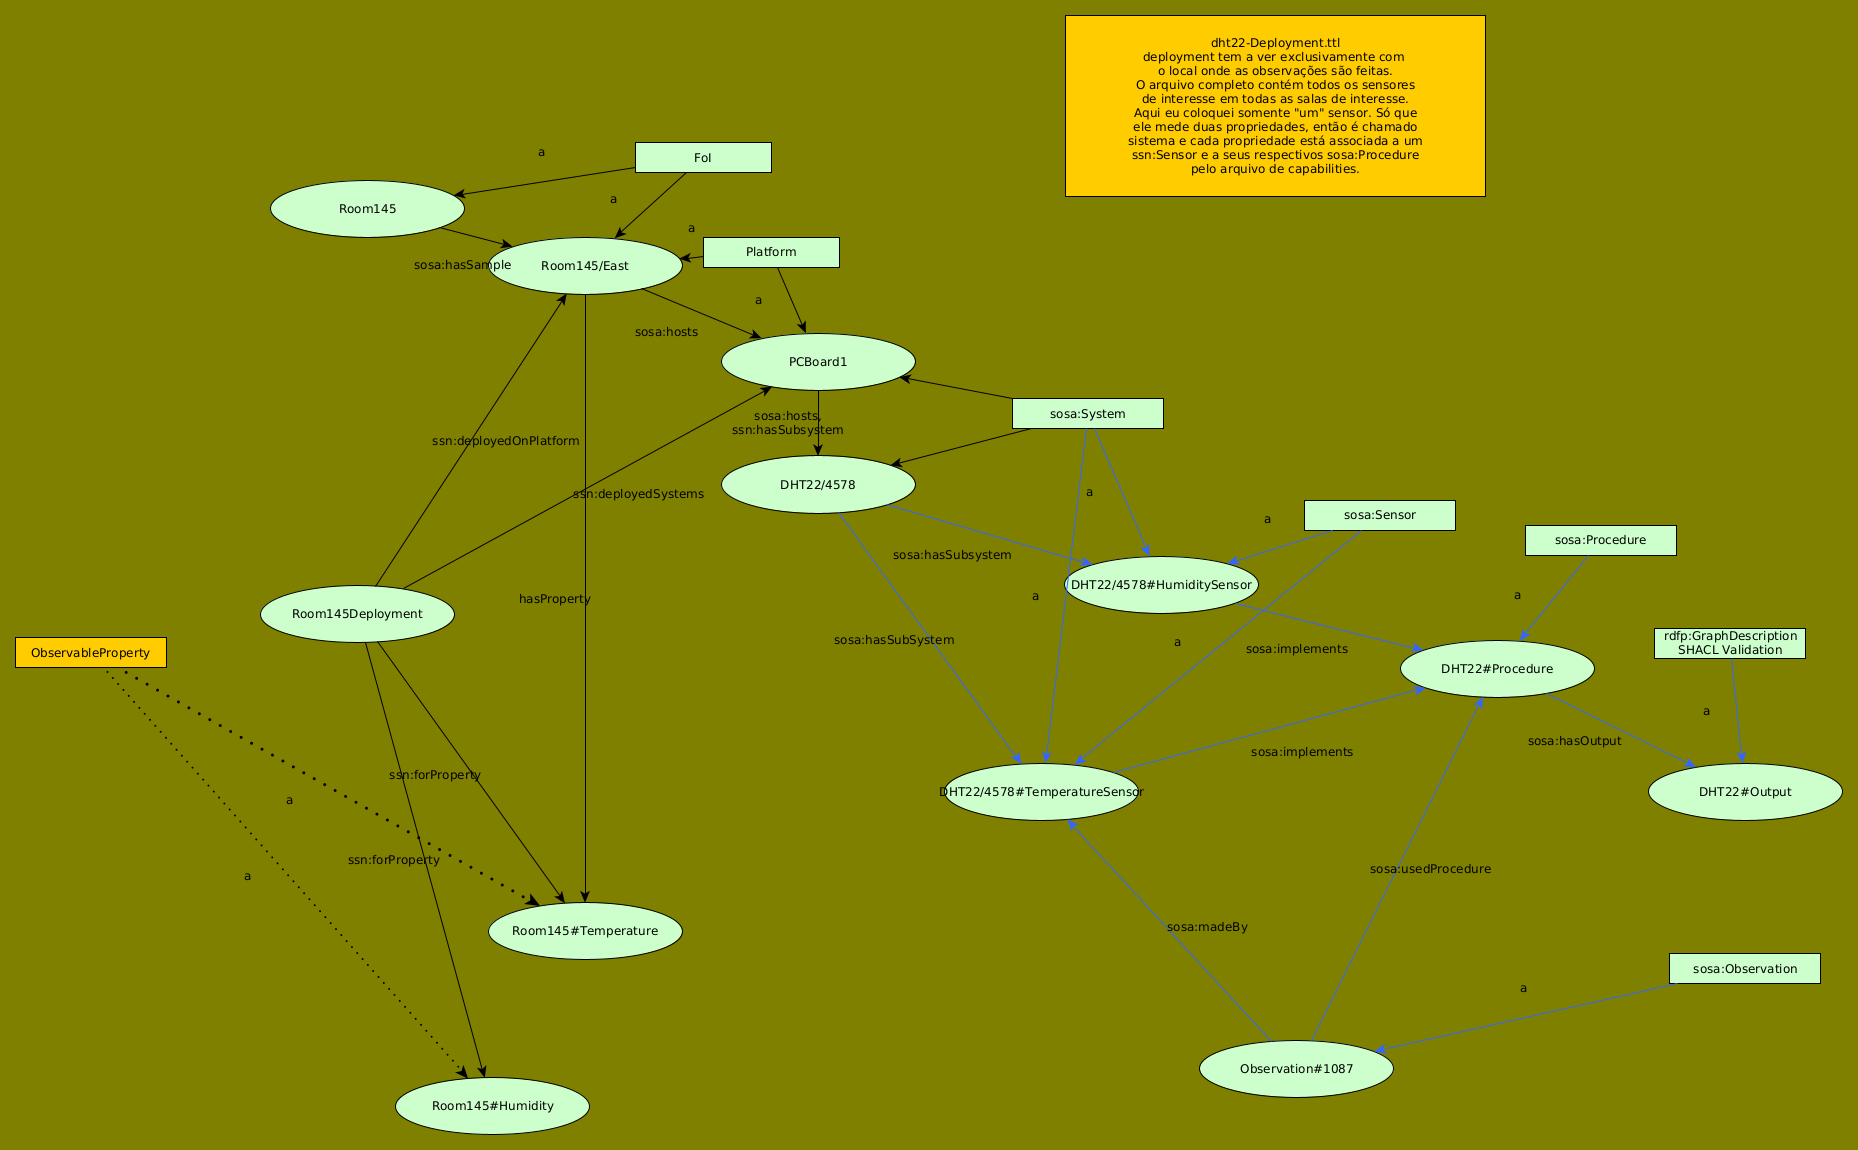 dht22-Deployment.ttl
deployment tem a ver exclusivamente com
o local onde as observações são feitas.
O arquivo completo contém todos os sensores
de interesse em todas as salas de interesse.
Aqui eu coloquei somente "um" sensor. Só que
ele mede duas propriedades, então é chamado
sistema e cada propriedade está associada a um
ssn:Sensor e a seus respectivos sosa:Procedure
pelo arquivo de capabilities.
a
FoI
a
Room145
a
Platform
sosa:hasSample
Room145/East
a
sosa:hosts
PCBoard1
sosa:hosts,
ssn:hasSubsystem
sosa:System
ssn:deployedOnPlatform
DHT22/4578
ssn:deployedSystems
a
a
sosa:Sensor
sosa:Procedure
sosa:hasSubsystem
DHT22/4578#HumiditySensor
a
a
hasProperty
Room145Deployment
sosa:hasSubSystem
a
sosa:implements
rdfp:GraphDescription
SHACL Validation
ObservableProperty
DHT22#Procedure
a
sosa:hasOutput
sosa:implements
ssn:forProperty
a
DHT22/4578#TemperatureSensor
DHT22#Output
ssn:forProperty
a
sosa:usedProcedure
Room145#Temperature
sosa:madeBy
sosa:Observation
a
Observation#1087
Room145#Humidity